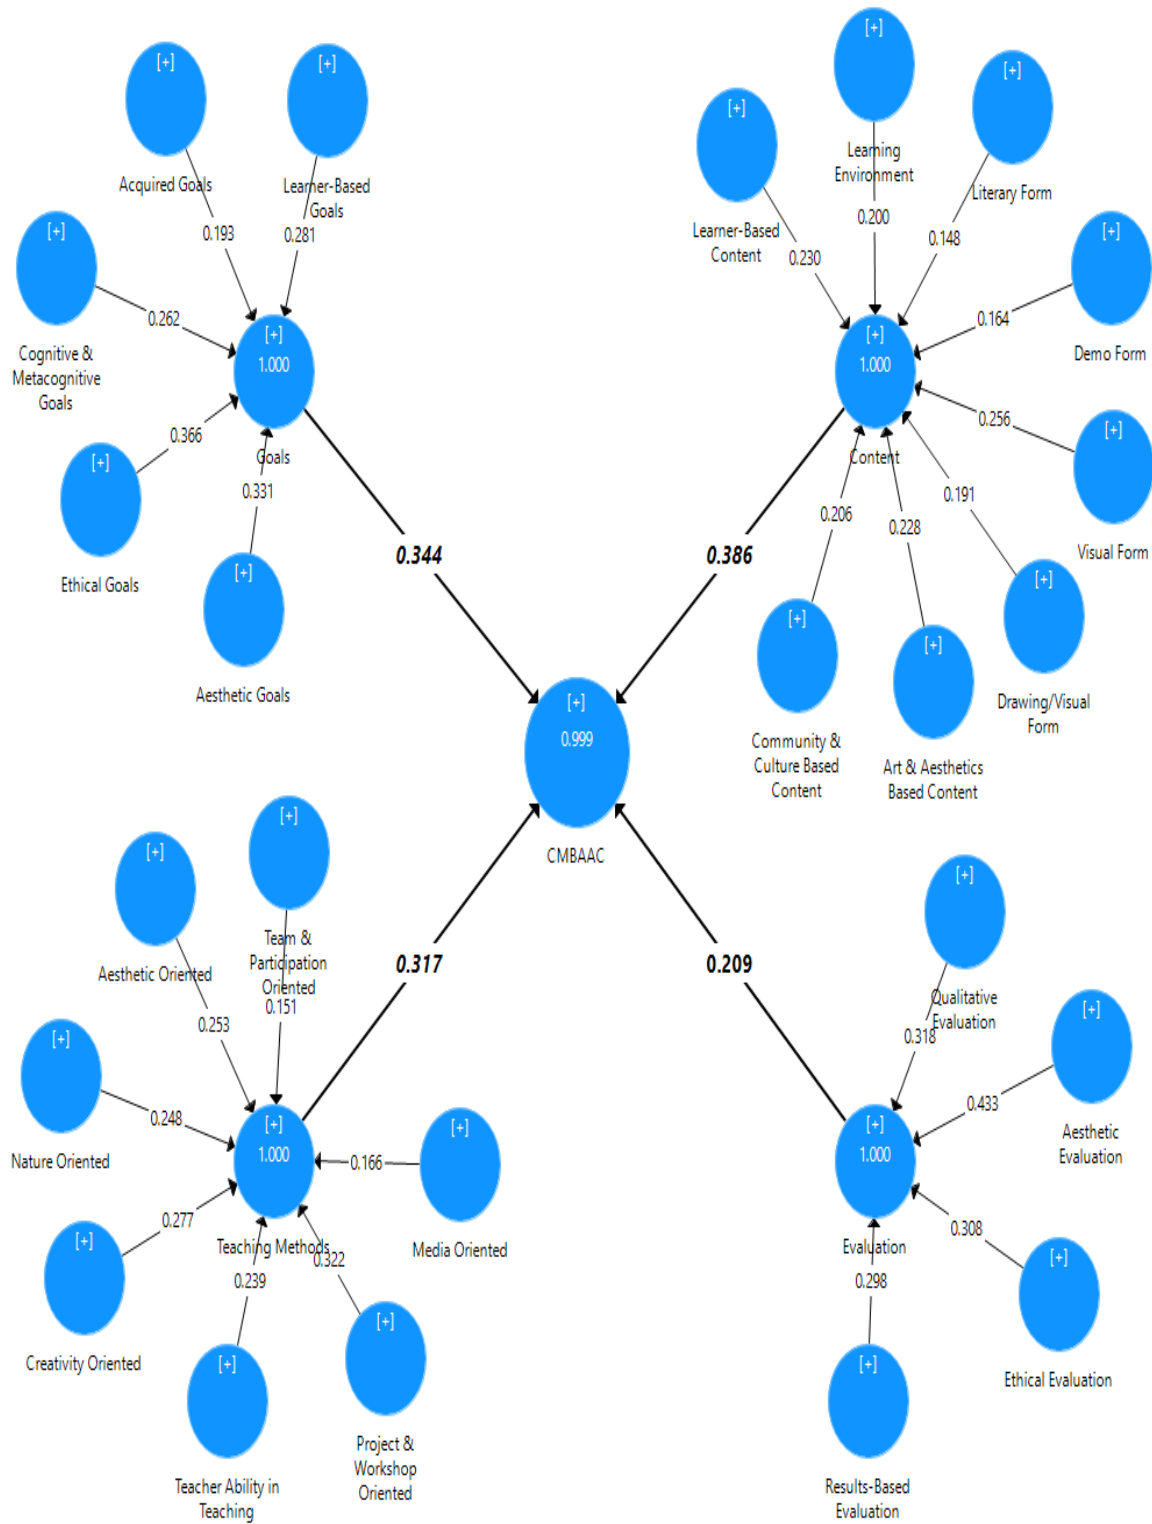 [+]
Acquired Goals
0.193
[+]
Learner-Based
Goals
0.281
[+]
Cognitive &
Metacognitive
Goals
0.262
[+]
Ethical Goals
0.366
[+]
Aesthetic Goals
0.331
[+]
1.000
Goals
0.344
[+]
Learner-Based
Content
0.230
[+]
Learning
Environment
0.200
[+]
Literary Form
0.148
[+]
Demo Form
0.164
[+]
Visual Form
0.256
[+]
Drawing/Visual
Form
0.191
[+]
Art & Aesthetics
Based Content
0.228
[+]
Community &
Culture Based
Content
0.206
[+]
1.000
Content
0.386
[+]
0.999
CMBAAC
[+]
Aesthetic Oriented
0.253
[+]
Team &
Participation
Oriented
0.151
[+]
Nature Oriented
0.248
[+]
Creativity Oriented
0.277
[+]
Teacher Ability in
Teaching
0.239
[+]
Project &
Workshop
Oriented
0.322
[+]
Media Oriented
0.166
[+]
1.000
Teaching Methods
0.317
[+]
Qualitative
Evaluation
0.318
[+]
Aesthetic
Evaluation
0.433
[+]
Ethical Evaluation
0.308
[+]
Results-Based
Evaluation
0.298
[+]
1.000
Evaluation
0.209